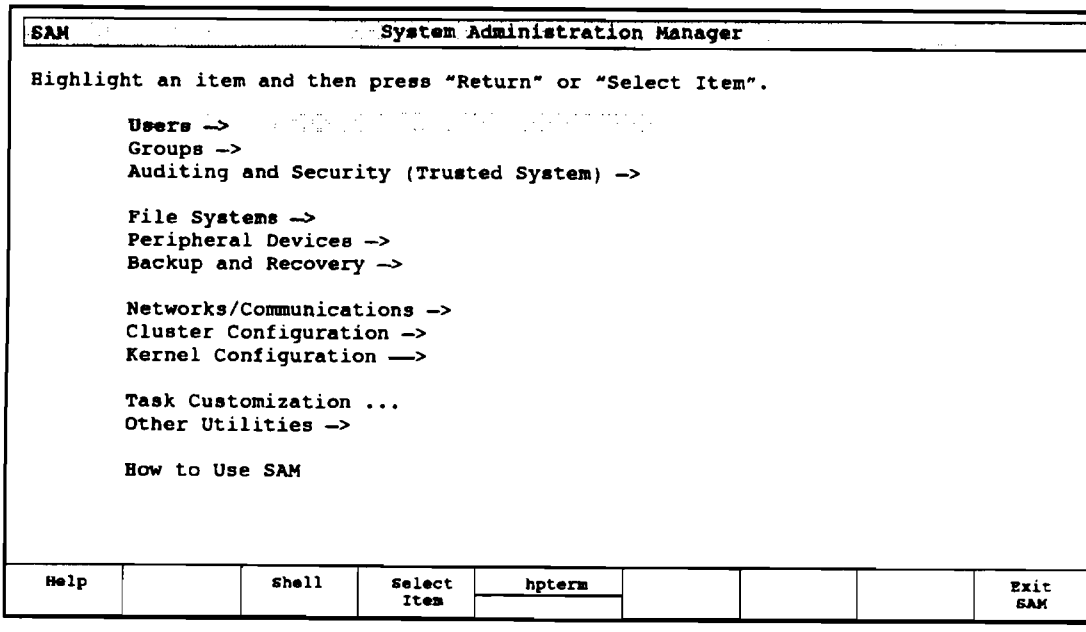 SAM System Administration Manager
Highlight an item and then press "Return" or "Select Item".
Users —>
Groups —>
Auditing and Security (Trusted System) —>
File Systems —>
Peripheral Devices —>
Backup and Recovery —>
Networks/Communications —>
Cluster Configuration —>
Kernel Configuration —>
Task Customization ...
Other Utilities —>
How to Use SAM
Help Shell Select Item hpterm Exit SAM